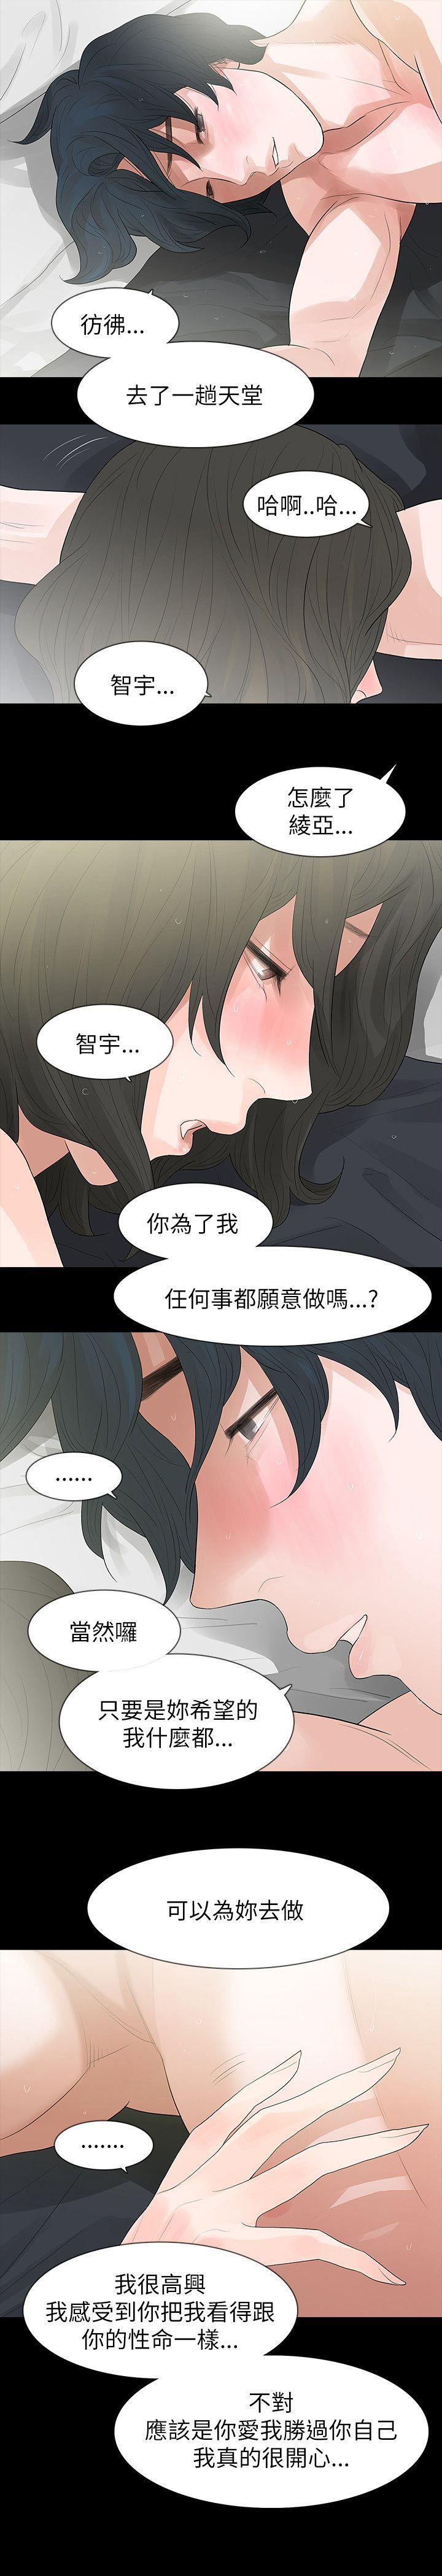 彷彿...
去了一趟天堂
哈啊..哈...
智宇...
怎麼了
綾亞...
智宇...
你為了我
任何事都願意做嗎...?
......
當然囉
只要是妳希望的
我什麼都...
可以為妳去做
.......
我很高興
我感受到你把我看得跟
你的性命一樣...
不對
應該是你愛我勝過你自己
我真的很開心...